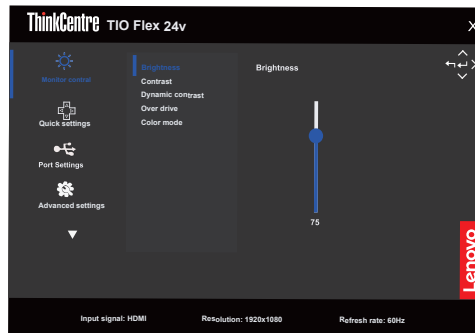 ThinkCentre TIO Flex 24v
X
Monitor control
Quick settings
Port Settings
Advanced settings
Brightness
Contrast
Dynamic contrast
Over drive
Color mode
Brightness
75
Lenovo
Input signal: HDMI Resolution: 1920x1080 Refresh rate: 60Hz